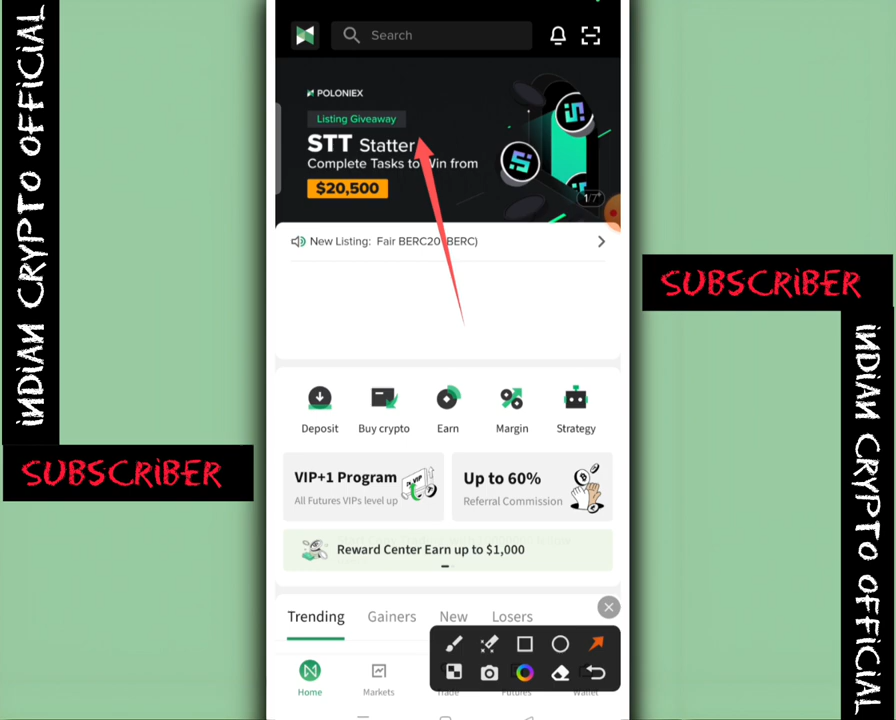 INDIAN CRYPTO OFFICIAL
SUBSCRIBER
Search
POLONIEX
Listing Giveaway
STT Statter
Complete Tasks to Win from
$20,500
1/7
New Listing: Fair BERC20 (BERC)
Deposit
Buy crypto
Earn
Margin
Strategy
VIP+1 Program
All Futures VIPs level up
Up to 60%
Referral Commission
Reward Center Earn up to $1,000
Trending
Gainers
New
Losers
Home
Markets
Trade
Futures
Wallet
SUBSCRIBER
INDIAN CRYPTO OFFICIAL